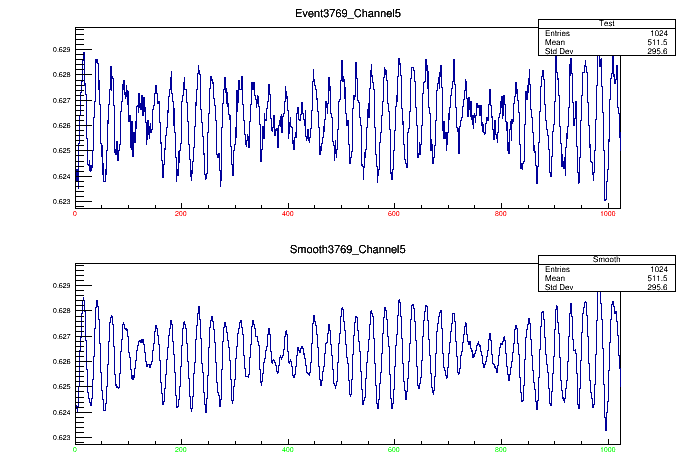 Event3769_Channel5
Test
Entries 1024
Mean 511.5
Std Dev 295.6
0.629
0.628
0.627
0.626
0.625
0.624
0.623
0 200 400 600 800 1000
Smooth3769_Channel5
Smooth
Entries 1024
Mean 511.5
Std Dev 295.6
0.629
0.628
0.627
0.626
0.625
0.624
0.623
0 200 400 600 800 1000